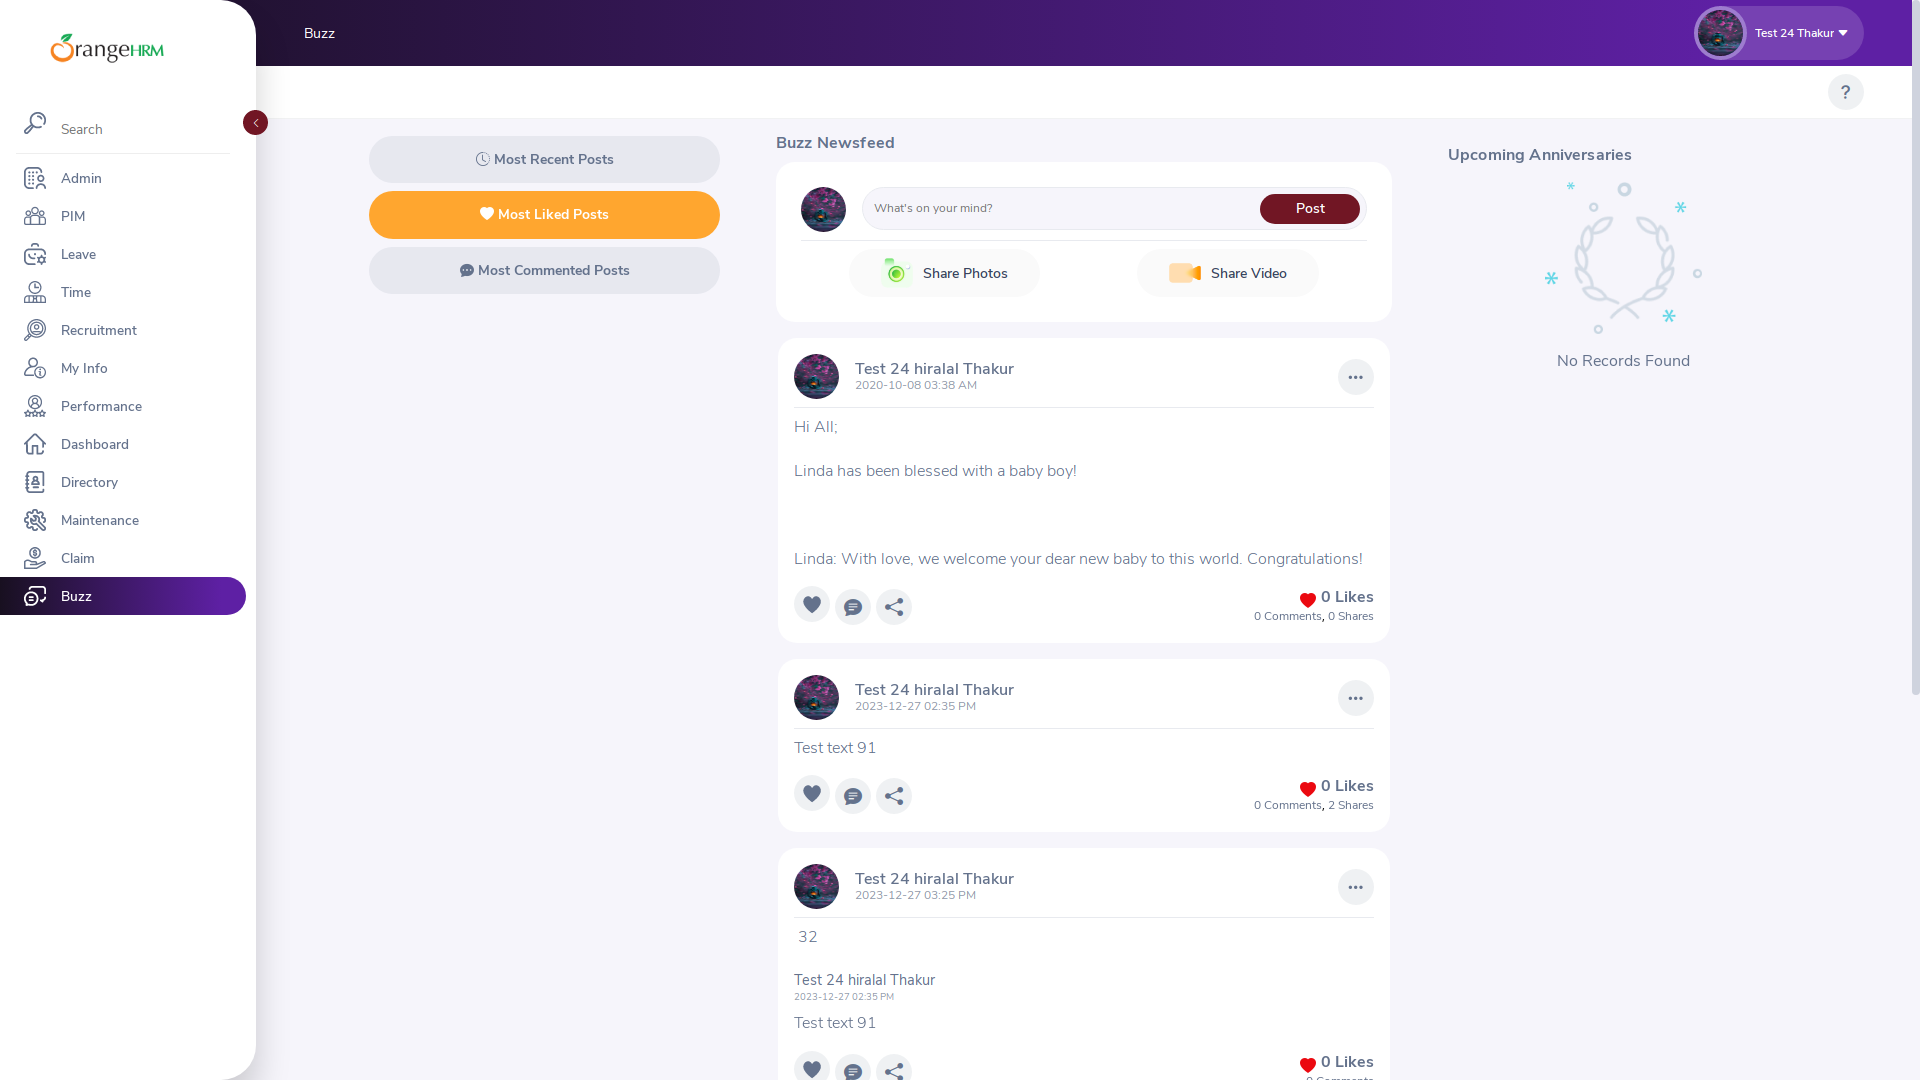 OrangeHRM
Search
Admin
PIM
Leave
Time
Recruitment
My Info
Performance
Dashboard
Directory
Maintenance
Claim
Buzz
Buzz
Test 24 Thakur
?
Most Recent Posts
Most Liked Posts
Most Commented Posts
Buzz Newsfeed
What's on your mind?
Post
Share Photos
Share Video
Test 24 hiralal Thakur
2020-10-08 03:38 AM
Hi All;
Linda has been blessed with a baby boy!
Linda: With love, we welcome your dear new baby to this world. Congratulations!
0 Likes
0 Comments, 0 Shares
Test 24 hiralal Thakur
2023-12-27 02:35 PM
Test text 91
0 Likes
0 Comments, 2 Shares
Test 24 hiralal Thakur
2023-12-27 03:25 PM
32
Test 24 hiralal Thakur
2023-12-27 02:35 PM
Test text 91
0 Likes
0 Comments
Upcoming Anniversaries
No Records Found